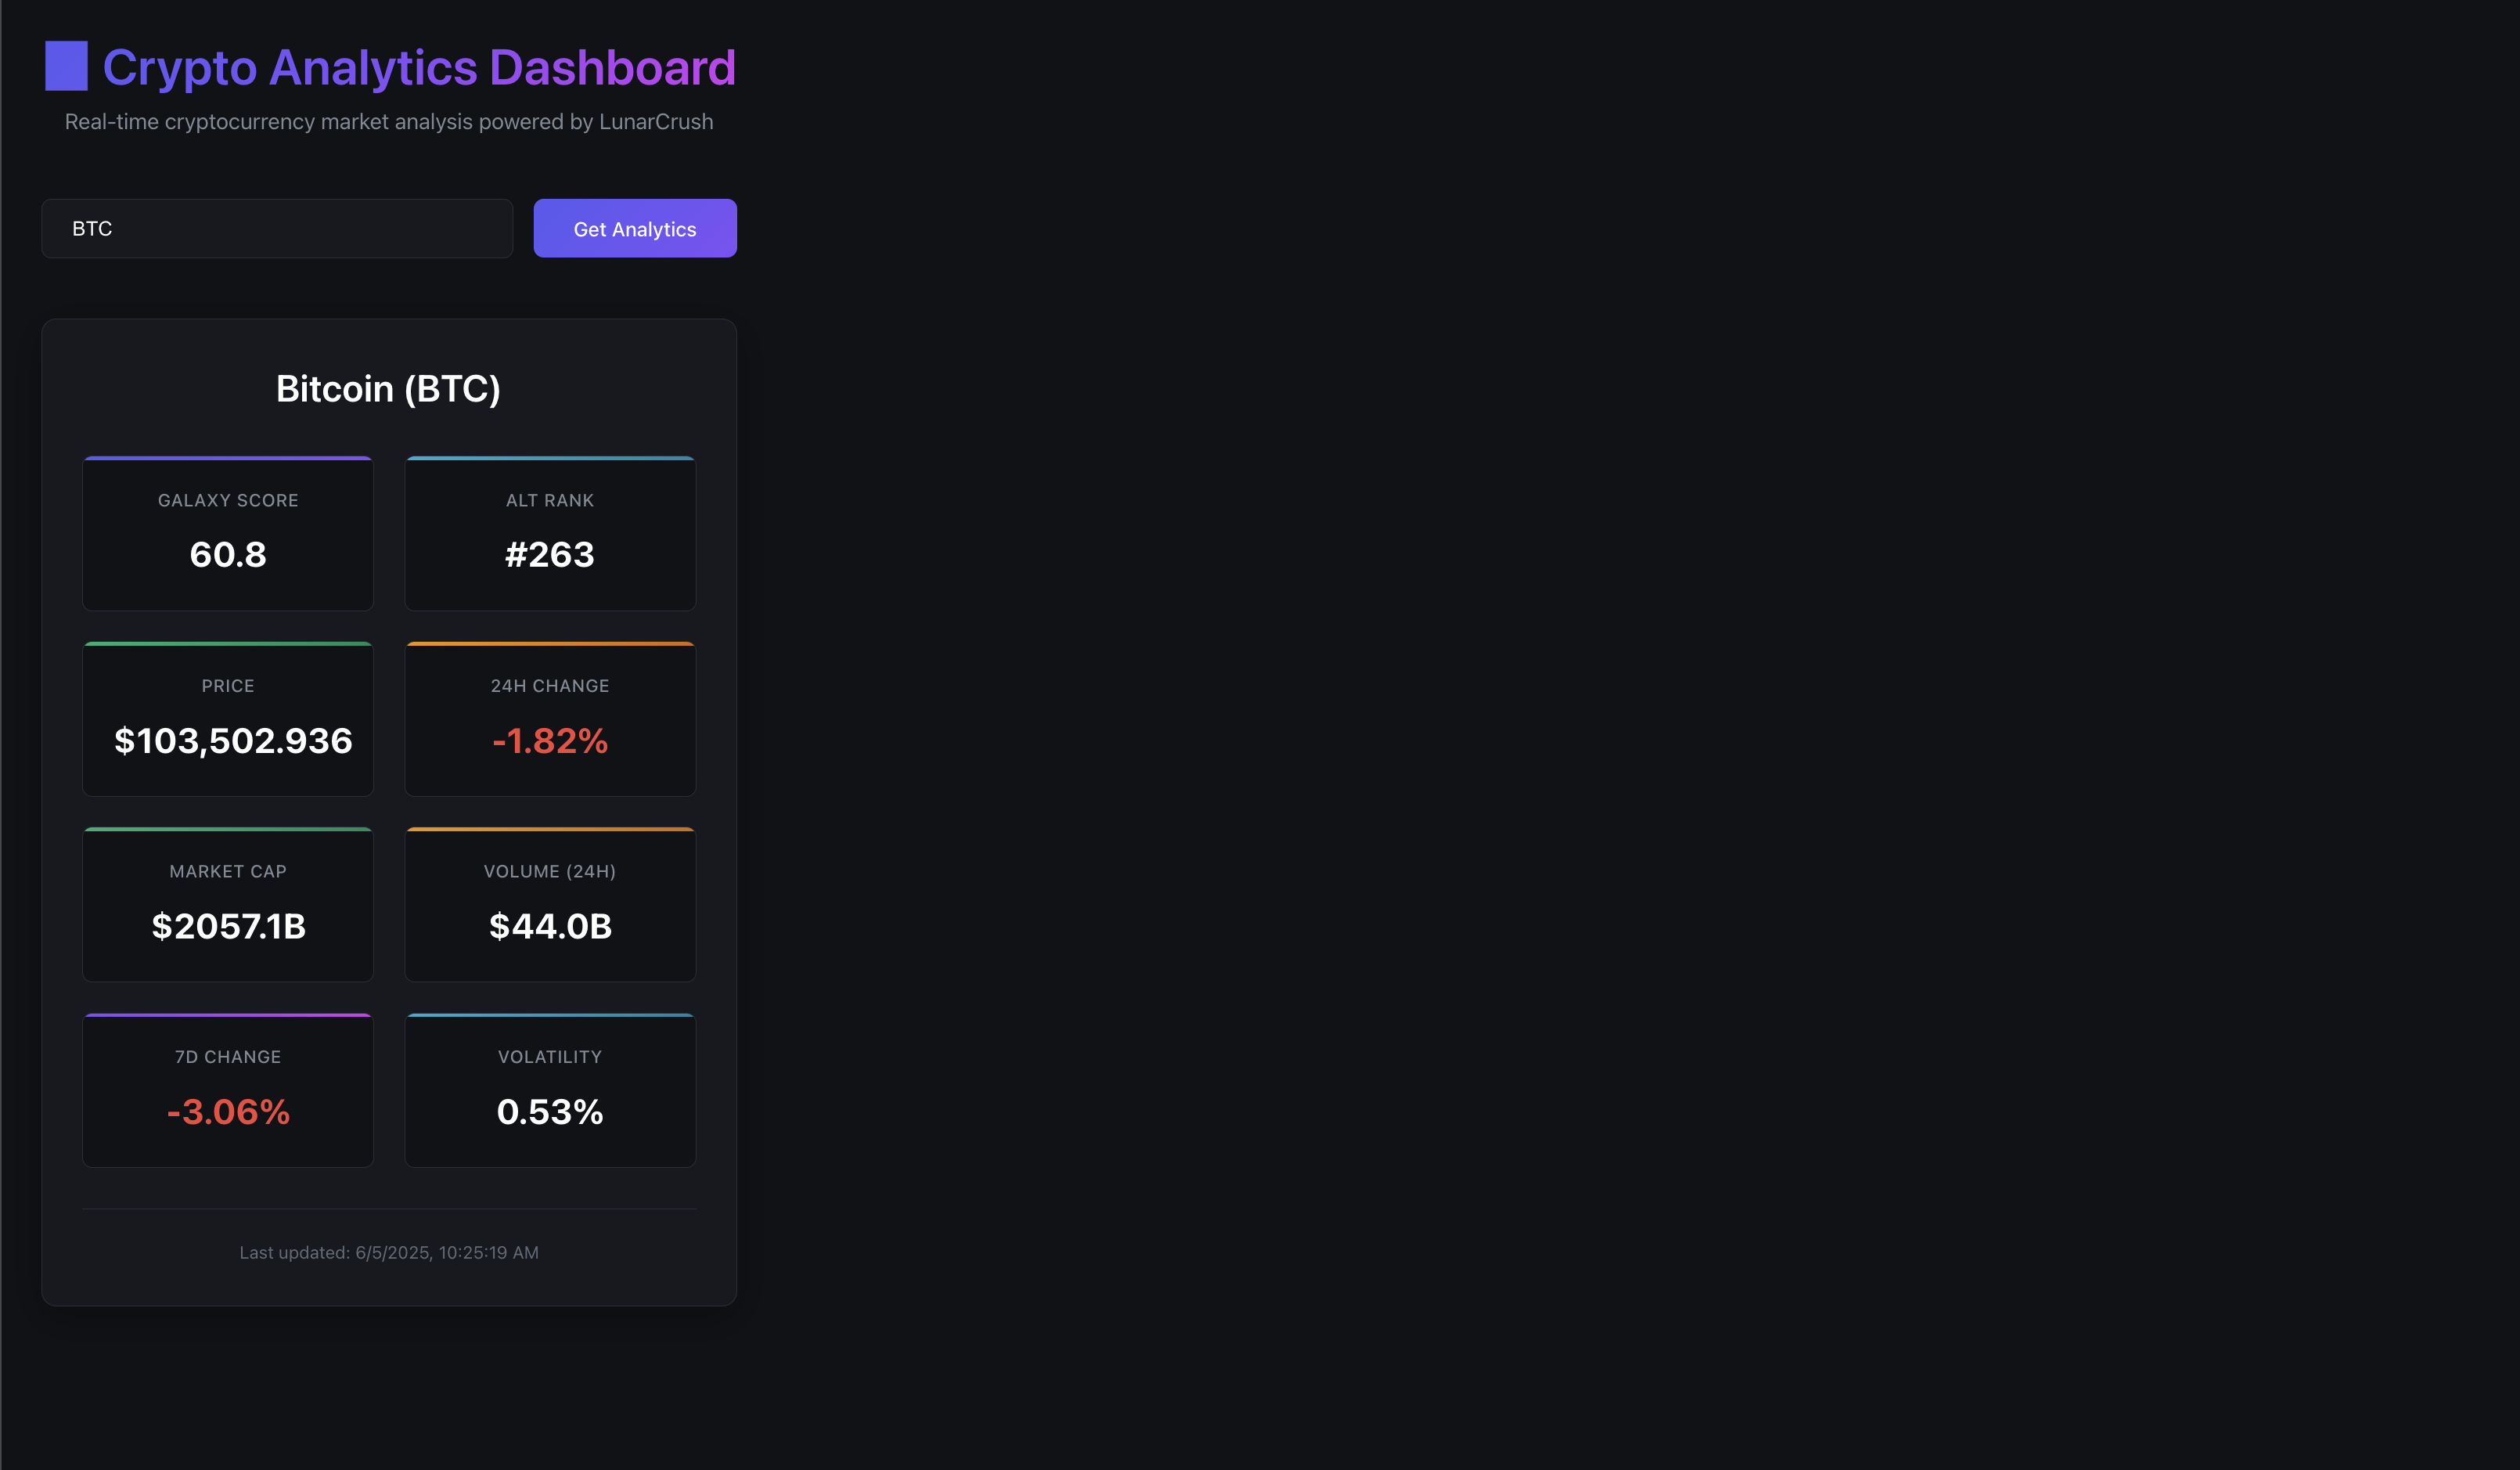 Crypto Analytics Dashboard
Real-time cryptocurrency market analysis powered by LunarCrush
BTC
Get Analytics
Bitcoin (BTC)
GALAXY SCORE
60.8
ALT RANK
#263
PRICE
$103,502.936
24H CHANGE
-1.82%
MARKET CAP
$2057.1B
VOLUME (24H)
$44.0B
7D CHANGE
-3.06%
VOLATILITY
0.53%
Last updated: 6/5/2025, 10:25:19 AM